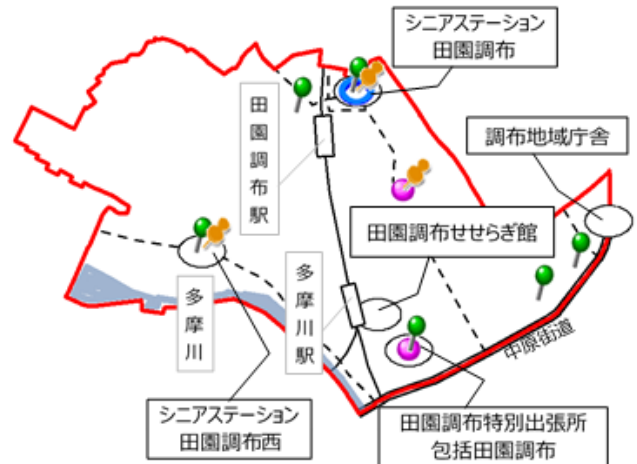 シニアステーション
田園調布
調布地域庁舎
田園調布駅
田園調布せせらぎ館
多摩川
多摩川駅
中原街道
シニアステーション
田園調布西
田園調布特別出張所
包括田園調布